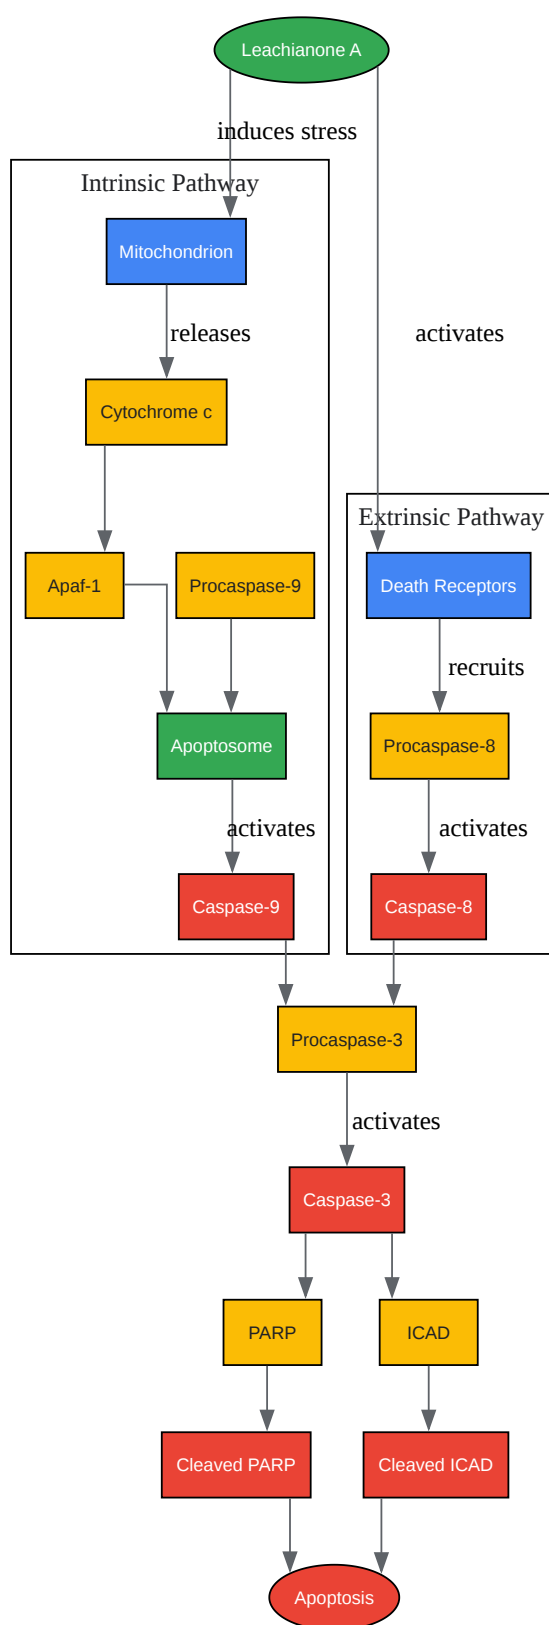 Leachianone A
induces stress
Intrinsic Pathway
Mitochondrion
releases
activates
Cytochrome c
Extrinsic Pathway
Apaf-1
Procaspase-9
Death Receptors
recruits
Apoptosome
Procaspase-8
activates
activates
Caspase-9
Caspase-8
Procaspase-3
activates
Caspase-3
PARP
ICAD
Cleaved PARP
Cleaved ICAD
Apoptosis